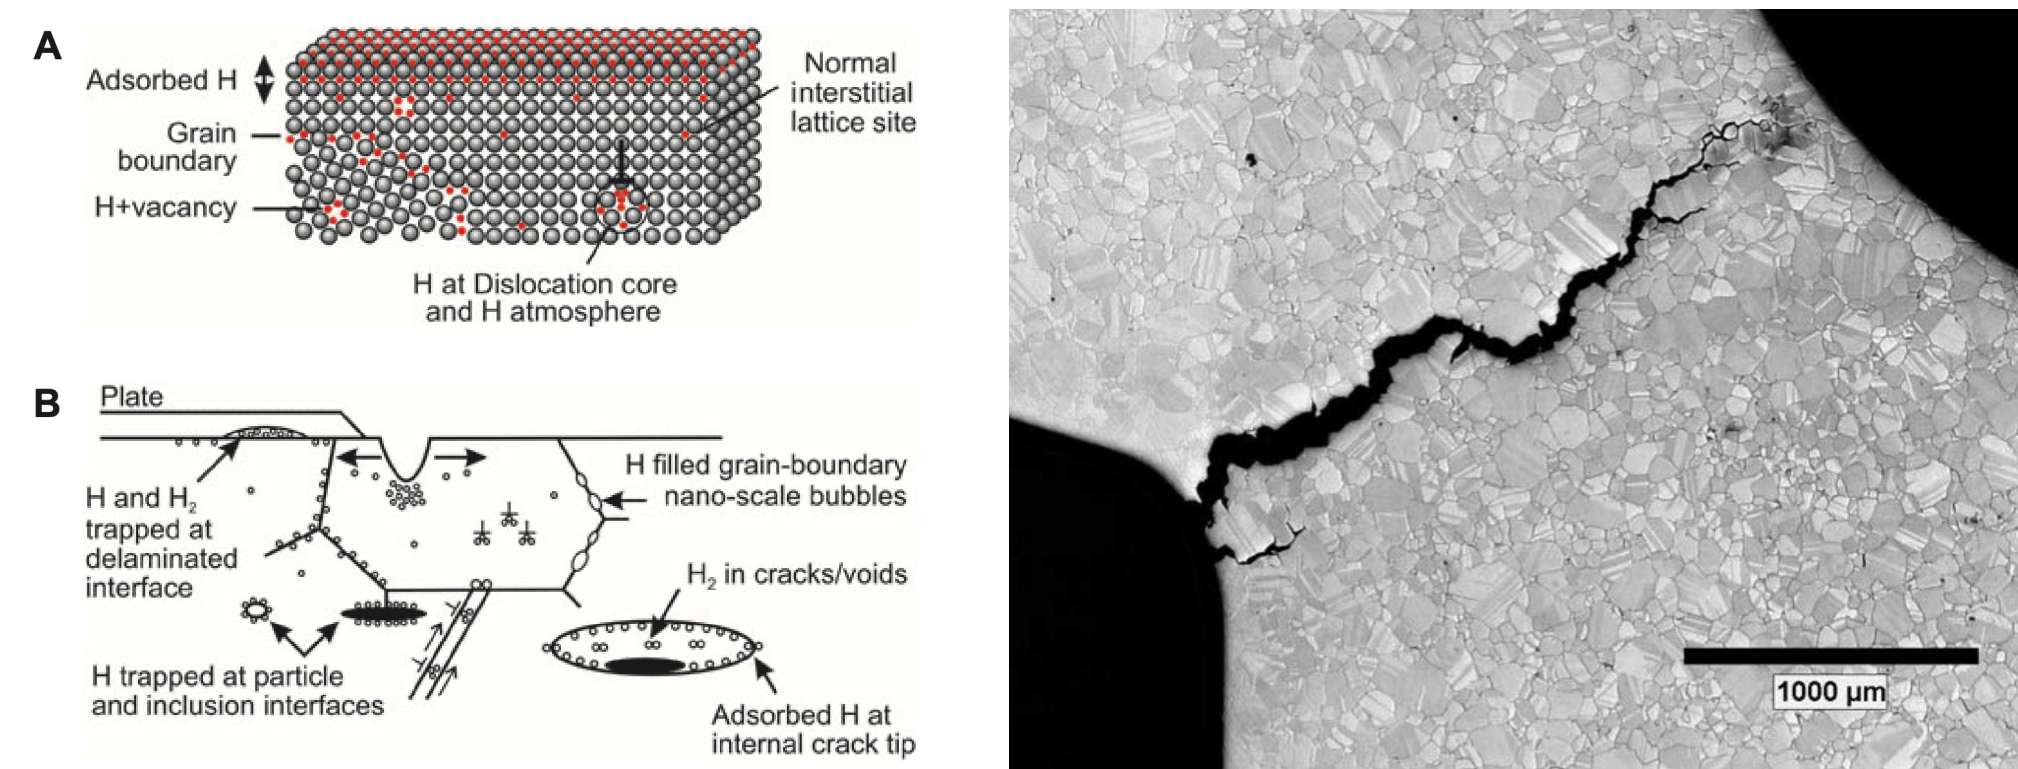 A
Adsorbed H
Grain
boundary
H+vacancy
Normal
interstitial
lattice site
H at Dislocation core
and H atmosphere
B
Plate
H and H₂
trapped at
delaminated
interface
H filled grain-boundary
nano-scale bubbles
H₂ in cracks/voids
H trapped at particle
and inclusion interfaces
Adsorbed H at
internal crack tip
1000 µm